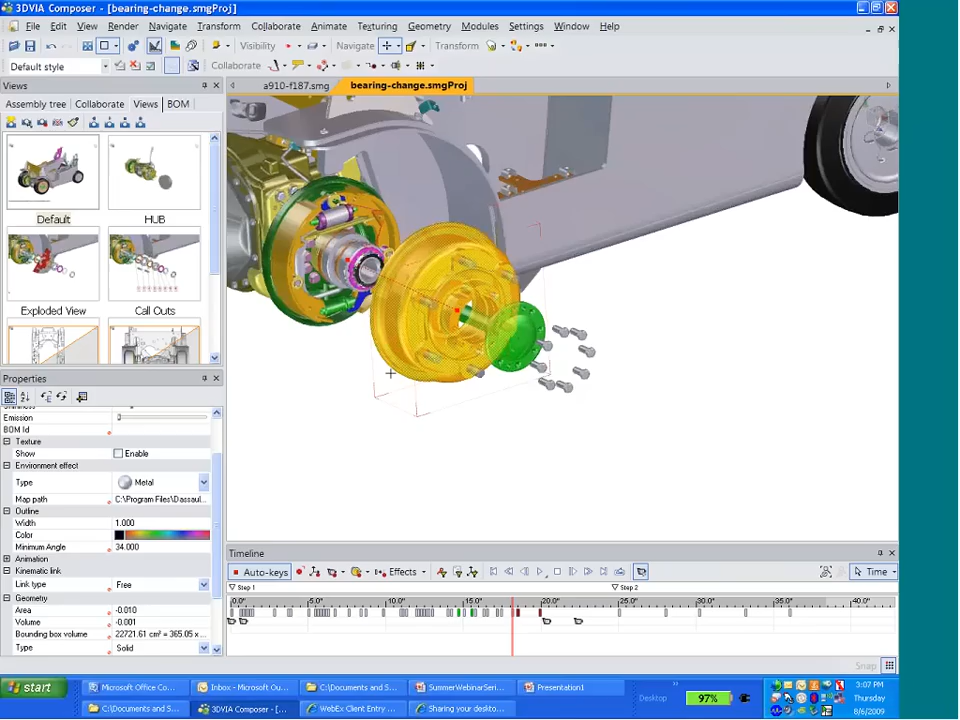 3DVIA Composer - [bearing-change.smgProj]
File Edit View Render Navigate Transform Collaborate Animate Texturing Geometry Modules Settings Window Help
Visibility Navigate Transform
Default style Collaborate
Views
a910-f187.smg bearing-change.smgProj
Assembly tree Collaborate Views BOM
Default HUB
Exploded View Call Outs
Properties
Emission
BOM Id
Texture
Show Enable
Environment effect
Type Metal
Map path C:\Program Files\Dassaul...
Outline
Width 1.000
Color
Minimum Angle 34.000
Animation
Kinematic link
Link type Free
Geometry
Area -0.010
Volume -0.001
Bounding box volume 22721.61 cm³ = 365.05 x...
Type Solid
Timeline
Auto-keys Effects Time
Step 1 Step 2
0.0" 5.0" 10.0" 15.0" 20.0" 25.0" 30.0" 35.0" 40.0"
Snap
start Microsoft Office Co... Inbox - Microsoft Ou... C:\Documents and S... SummerWebinarSeri... Presentation1
C:\Documents and S... 3DVIA Composer - [... WebEx Client Entry ... Sharing your deskto...
Desktop 97%
3:07 PM
Thursday
8/6/2009